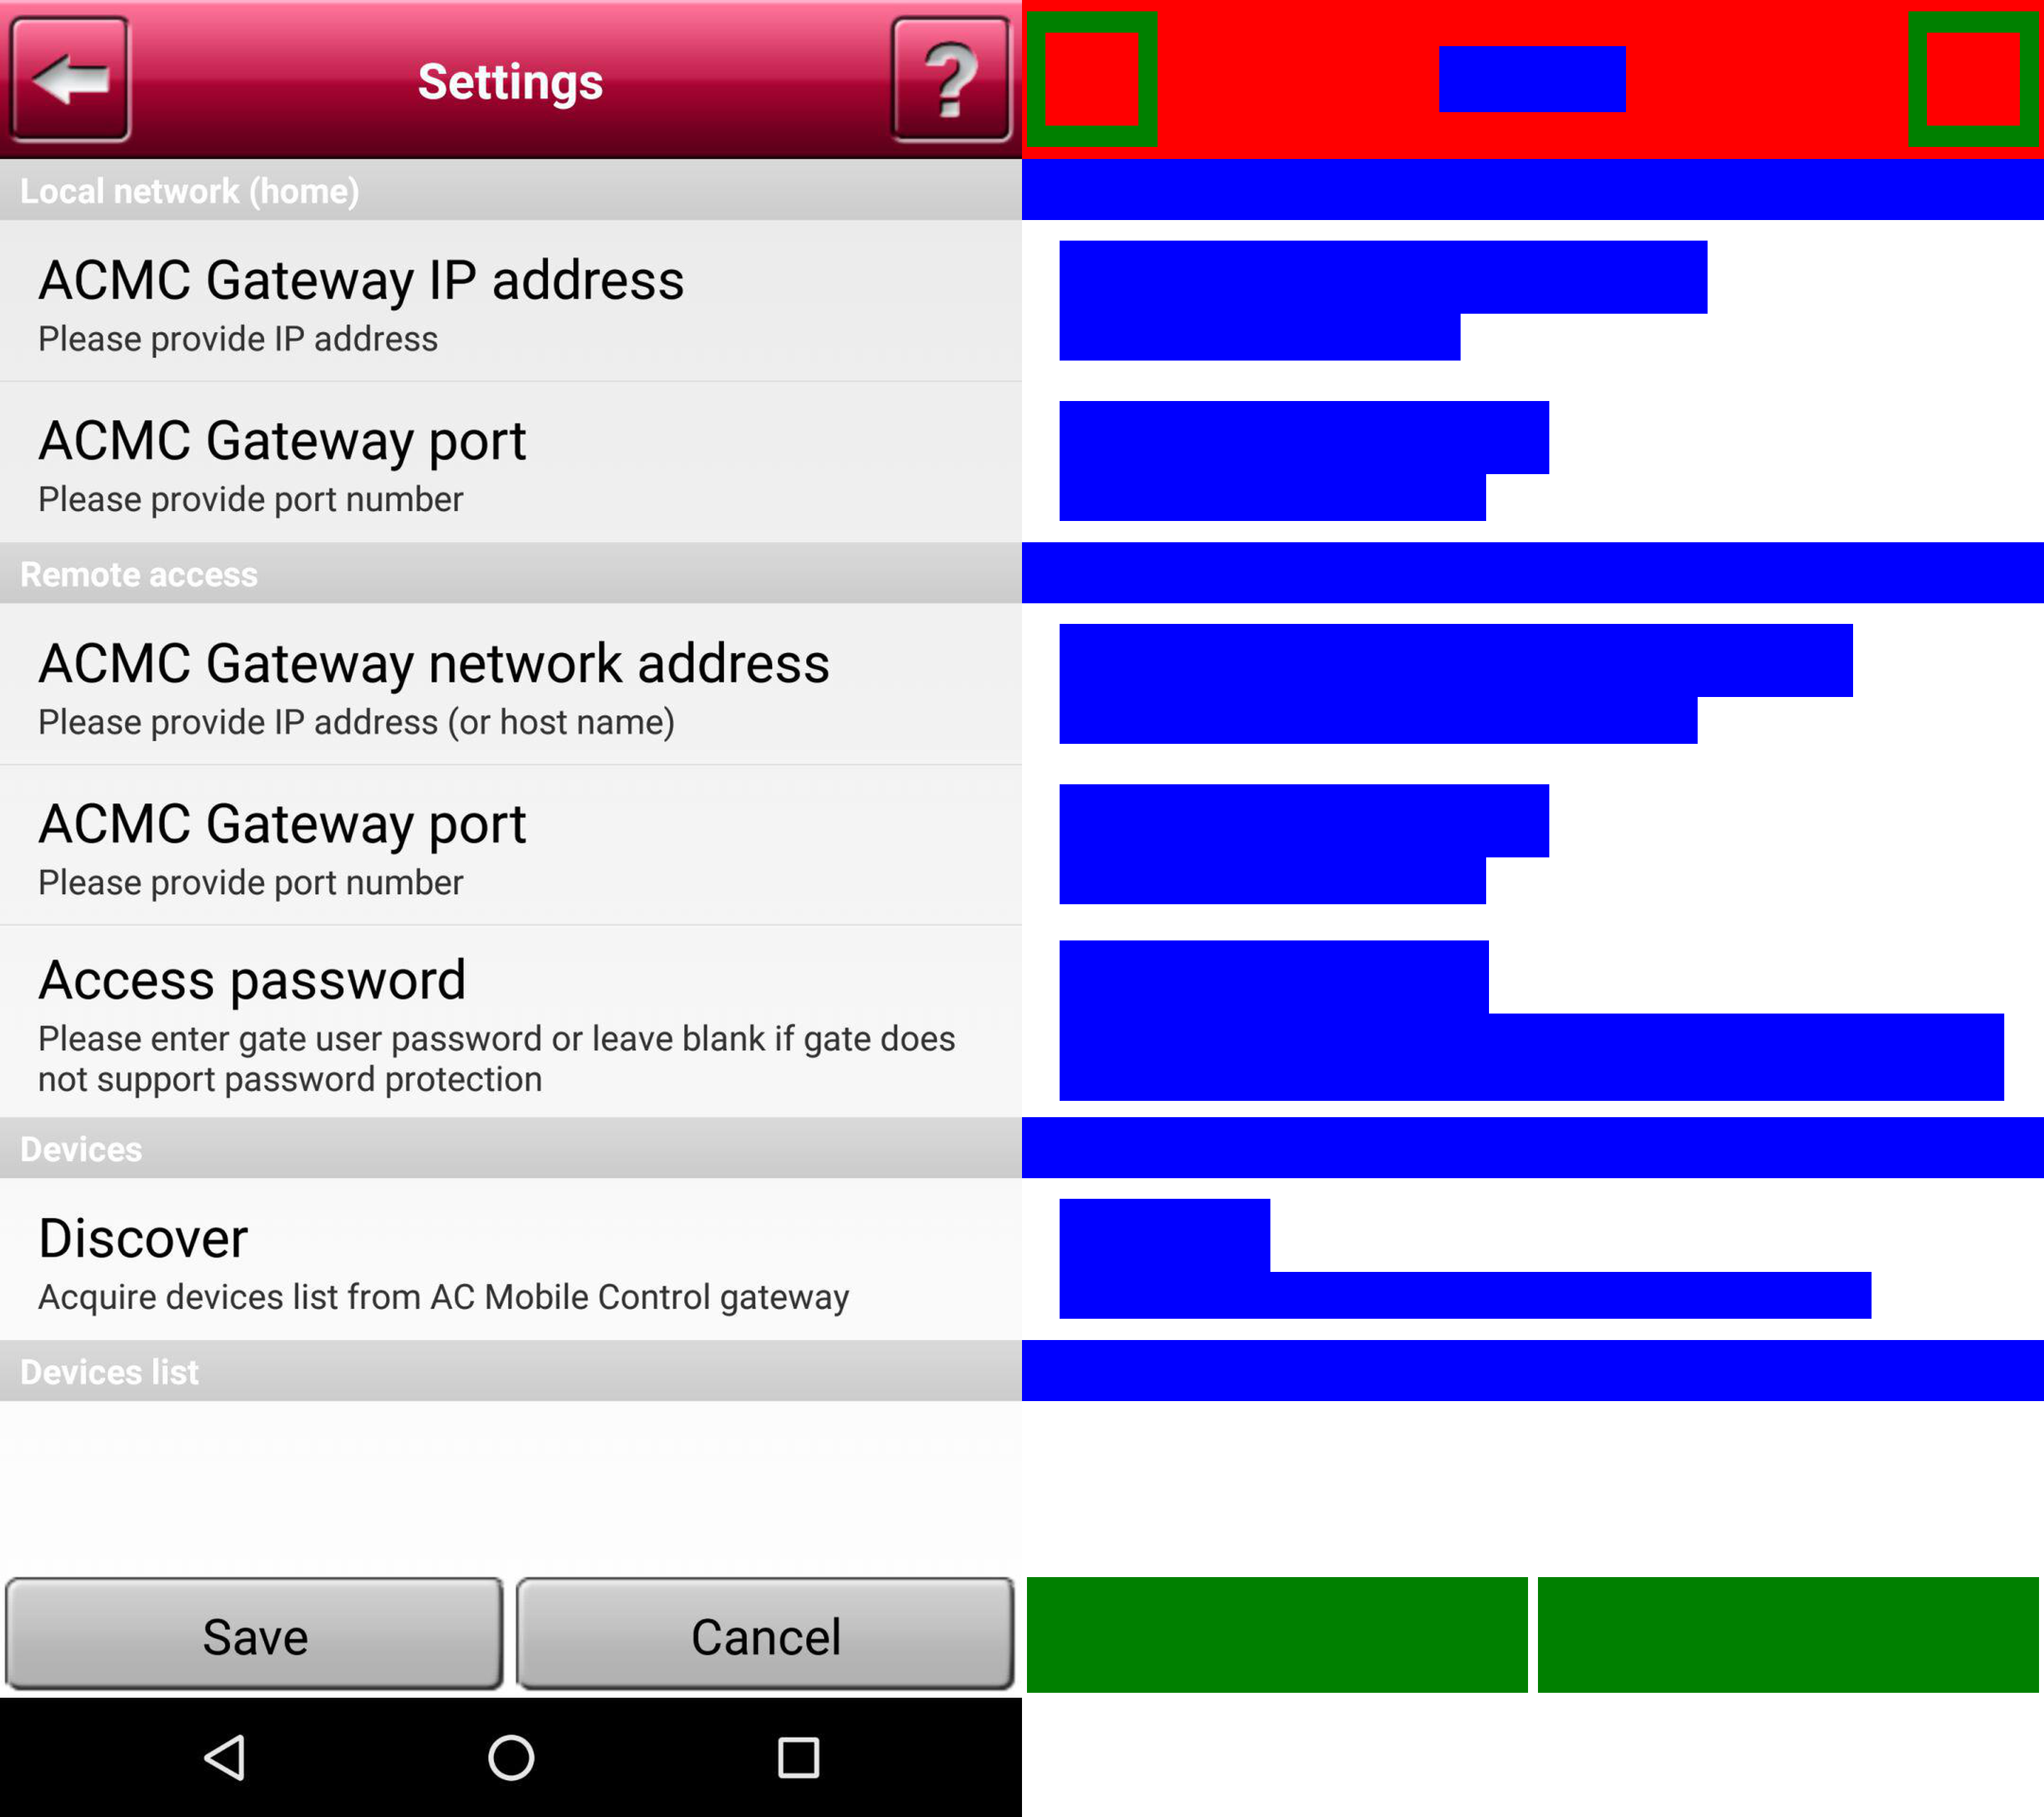 Settings
Local network (home)
ACMC Gateway IP address
Please provide IP address
ACMC Gateway port
Please provide port number
Remote access
ACMC Gateway network address
Please provide IP address (or host name)
ACMC Gateway port
Please provide port number
Access password
Please enter gate user password or leave blank if gate does
not support password protection
Devices
Discover
Acquire devices list from AC Mobile Control gateway
Devices list
Save
Cancel